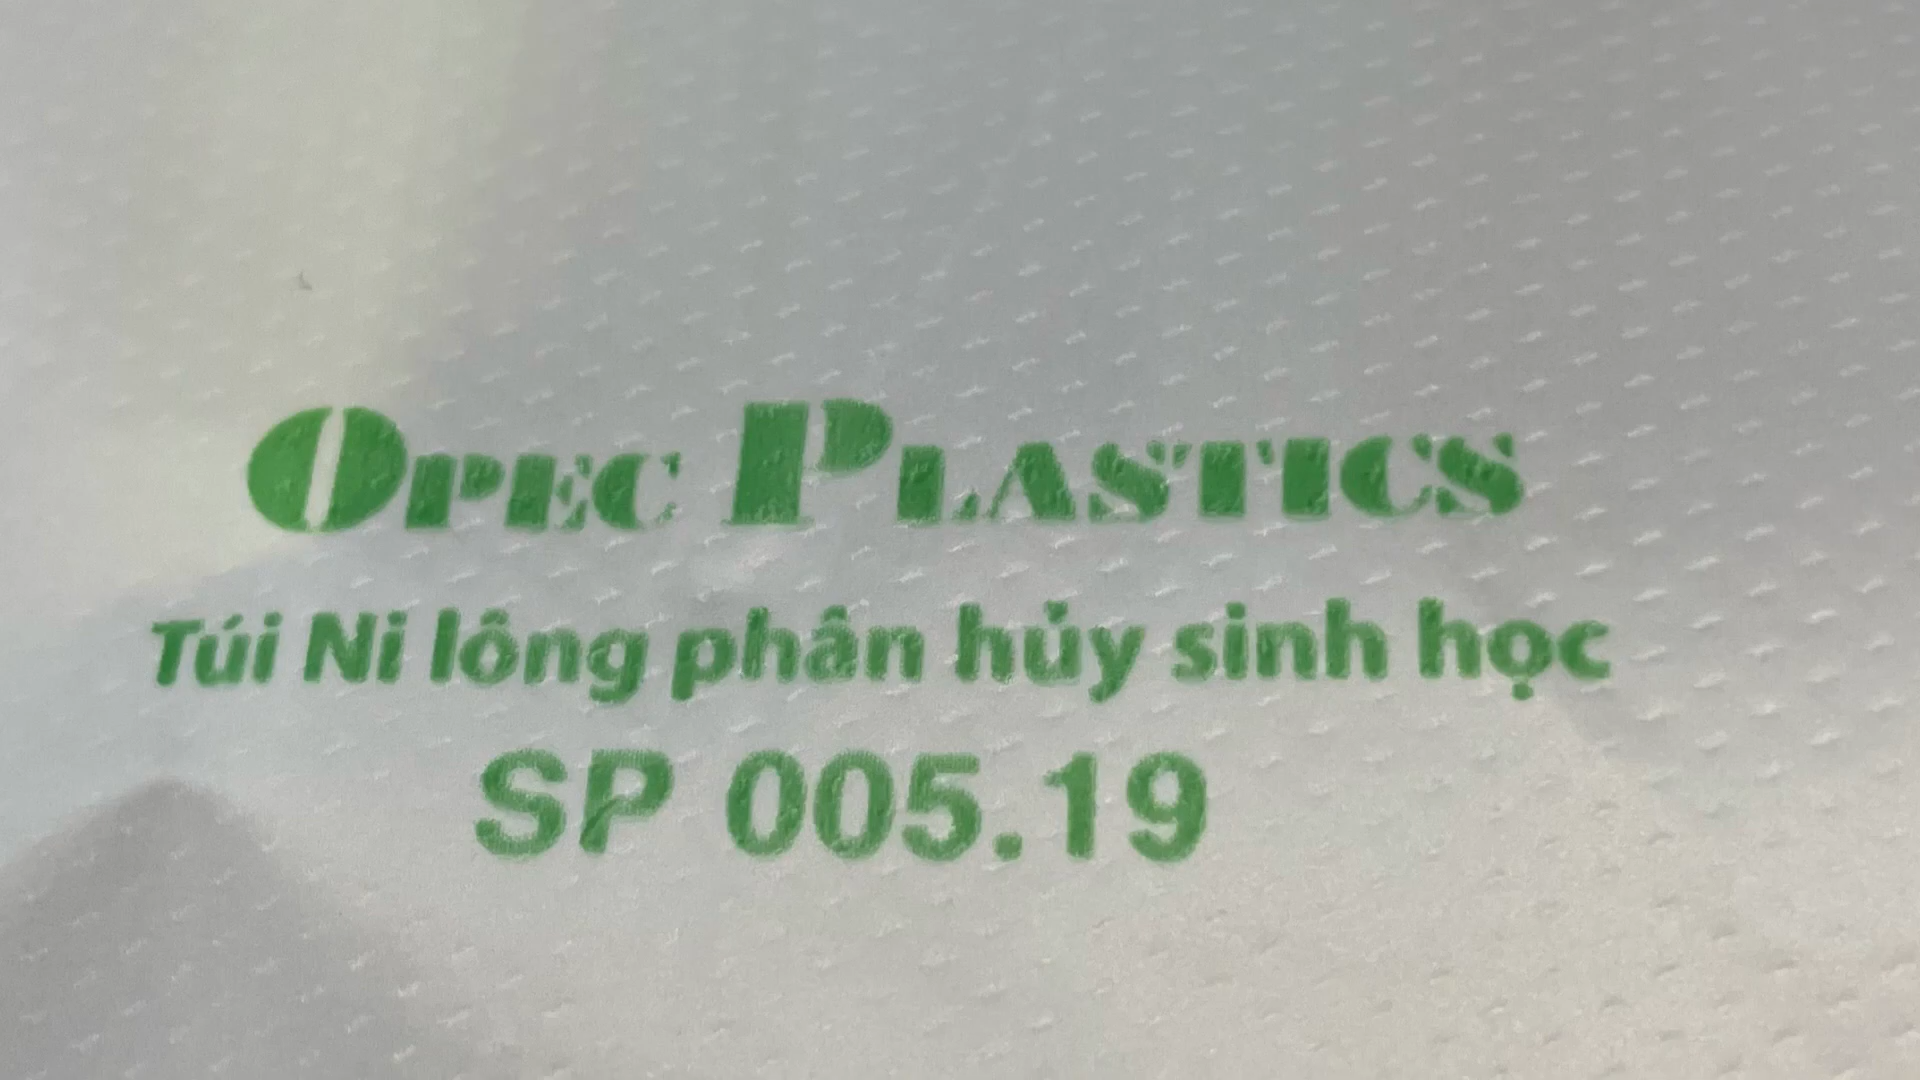 OPEC PLASTICS
Túi Ni lông phân hủy sinh học
SP 005.19